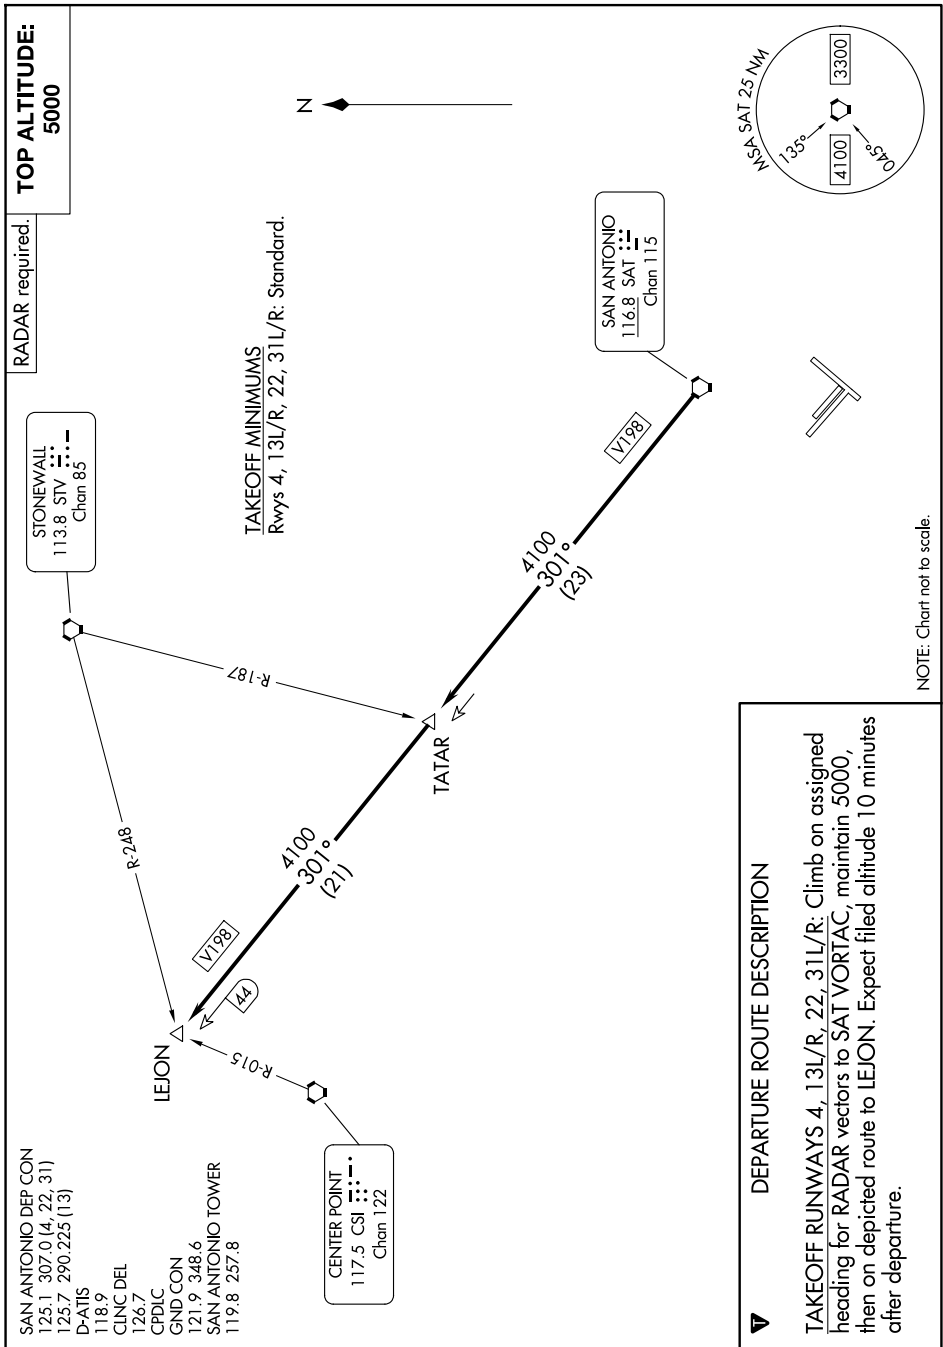 SAN ANTONIO DEP CON
125.1 307.0 (4, 22, 31)
125.7 290.225 (13)
D-ATIS
118.9
CLNC DEL
126.7
CPDLC
GND CON
121.9 348.6
SAN ANTONIO TOWER
119.8 257.8
RADAR required.
TOP ALTITUDE:
5000
STONEWALL
113.8 STV
Chan 85
LEJON
R-248
R-187
R-015
V198
44
4100
301°
(21)
CENTER POINT
117.5 CSI
Chan 122
TAKEOFF MINIMUMS
Rwys 4, 13L/R, 22, 31L/R: Standard.
N
TATAR
4100
301°
(23)
V198
SAN ANTONIO
116.8 SAT
Chan 115
MSA SAT 25 NM
135°
045°
4100
3300
NOTE: Chart not to scale.
T
DEPARTURE ROUTE DESCRIPTION
TAKEOFF RUNWAYS 4, 13L/R, 22, 31L/R: Climb on assigned
heading for RADAR vectors to SAT VORTAC, maintain 5000,
then on depicted route to LEJON. Expect filed altitude 10 minutes
after departure.